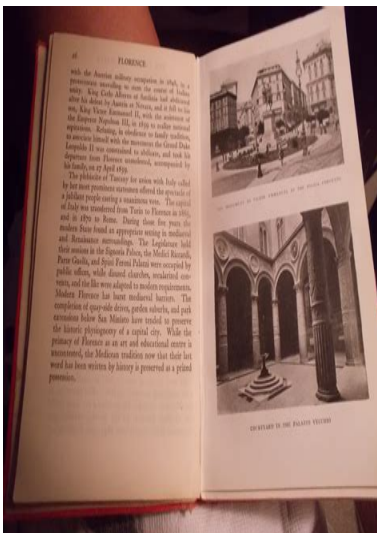 26
FLORENCE
with the Austrian military occupation in 1849, is a
prominence unavailing to stem the course of Italian
unity. King Carlo Alberto of Sardinia had abdicated
after his defeat by Austria at Novara, and it fell to his
son, King Victor Emmanuel II, with the assistance of
the Emperor Napoleon III, in 1859 to realize national
aspirations. Refusing, in obedience to family tradition,
to associate himself with the movement the Grand Duke
Leopoldo II was constrained to abdicate, and took his
departure from Florence unmolested, accompanied by
his family, on 27 April 1859.
The plebiscite of Tuscany for union with Italy called
by her most prominent statesmen offered the spectacle of
a jubilant people casting a unanimous vote. The capital
of Italy was transferred from Turin to Florence in 1865,
and in 1870 to Rome. During those five years the
modern State found an appropriate setting in mediaeval
and Renaissance surroundings. The Legislature held
their sessions in the Signoria Palace, the Medici Riccardi,
Parte Guelfa, and Spini Feroni Palazzi were occupied by
public offices, while disused churches, secularized con-
vents, and the like were adapted to modern requirements.
Modern Florence has burst mediaeval barriers. The
completion of quay-side drives, garden suburbs, and park
extensions below San Miniato have tended to preserve
the historic physiognomy of a capital city. While the
primacy of Florence as an art and educational centre is
uncontested, the Medicean tradition now that their last
word has been written by history is preserved as a prized
possession.
COURTYARD IN THE PALAZZO VECCHIO